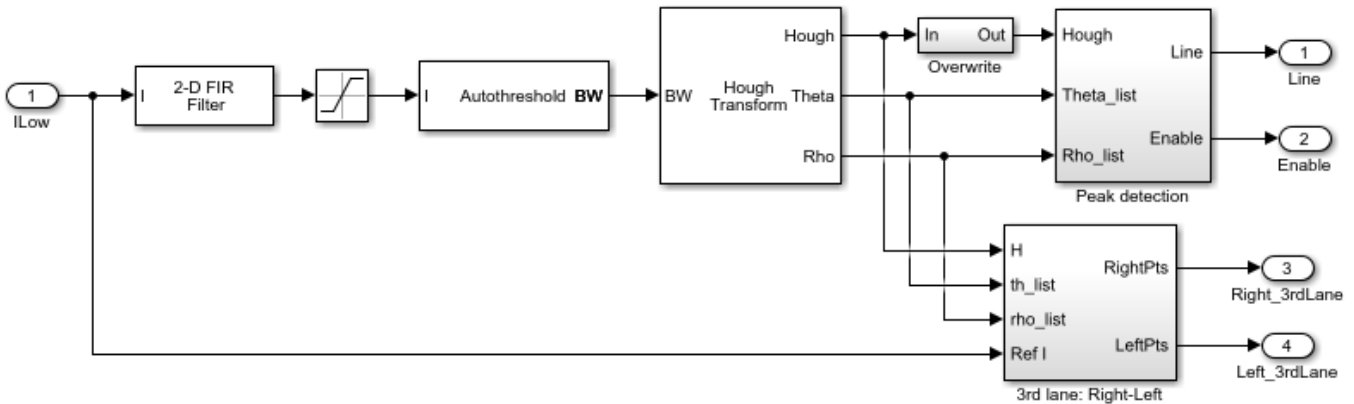 1
ILow
I
2-D FIR
Filter
I
Autothreshold BW
BW
Hough
Transform
Hough
Theta
Rho
In Out
Overwrite
Hough
Theta_list
Rho_list
Line
Enable
Peak detection
1
Line
2
Enable
H
th_list
rho_list
Ref I
RightPts
LeftPts
3rd lane: Right-Left
3
Right_3rdLane
4
Left_3rdLane